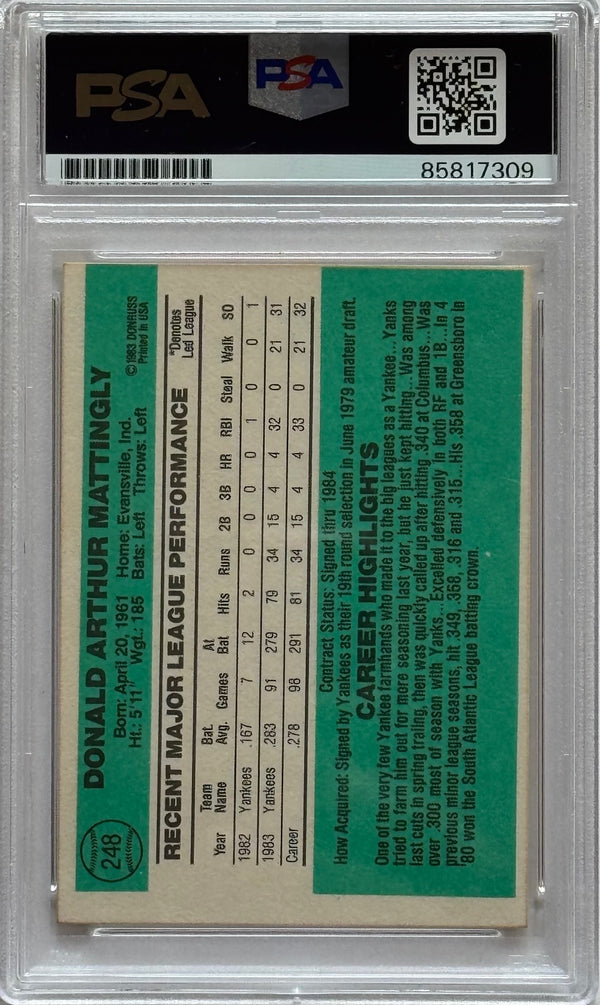 PSA
PSA
85817309
248
DONALD ARTHUR MATTINGLY
Born: April 20, 1961 Home: Evansville, Ind.
Ht.: 5'11" Wgt.: 185 Bats: Left Throws: Left
©1983 DONRUSS
Printed in USA
RECENT MAJOR LEAGUE PERFORMANCE
*Denotes
Led League
Year Team Name Bat. Avg. Games At Bat Hits Runs 2B 3B HR RBI Steal Walk SO
1982 Yankees .167 7 12 2 0 0 0 0 1 0 0 1
1983 Yankees .283 91 279 79 34 15 4 4 32 0 21 31
Career .278 98 291 81 34 15 4 4 33 0 21 32
Contract Status: Signed thru 1984
How Acquired: Signed by Yankees as their 19th round selection in June 1979 amateur draft.
CAREER HIGHLIGHTS
One of the very few Yankee farmhands who made it to the big leagues as a Yankee...Yanks
tried to farm him out for more seasoning last year, but he just kept hitting...Was among
last cuts in spring traiing, then was quickly called up after hitting .340 at Columbus...Was
over .300 most of season with Yanks...Excelled defensively in both RF and 1B...In 4
previous minor league seasons, hit .349, .358, .316 and .315...His .358 at Greensboro in
'80 won the South Atlantic League batting crown.